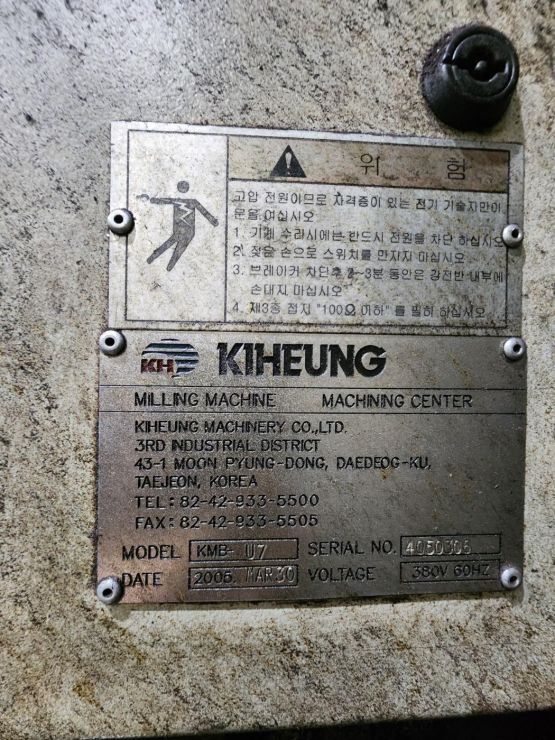 위 험
고압 전원이므로 자격증이 있는 전기 기술자만이
문을 여십시오
1. 기계 수리시에는 반드시 전원을 차단 하십시오
2. 젖은 손으로 스위치를 만지지 마십시오
3. 브레이커 차단후 2~3분 동안은 강전반 내부에
손대지 마십시오
4. 제3종 접지 "100Ω 이하" 를 필히 하십시오
KH KIHEUNG
MILLING MACHINE MACHINING CENTER
KIHEUNG MACHINERY CO.,LTD.
3RD INDUSTRIAL DISTRICT
43-1 MOON PYUNG-DONG, DAEDEOG-KU,
TAEJEON, KOREA
TEL: 82-42-933-5500
FAX: 82-42-933-5505
MODEL KMB- U7 SERIAL NO. 4050306
DATE 2005. MAR.30 VOLTAGE 380V 60HZ